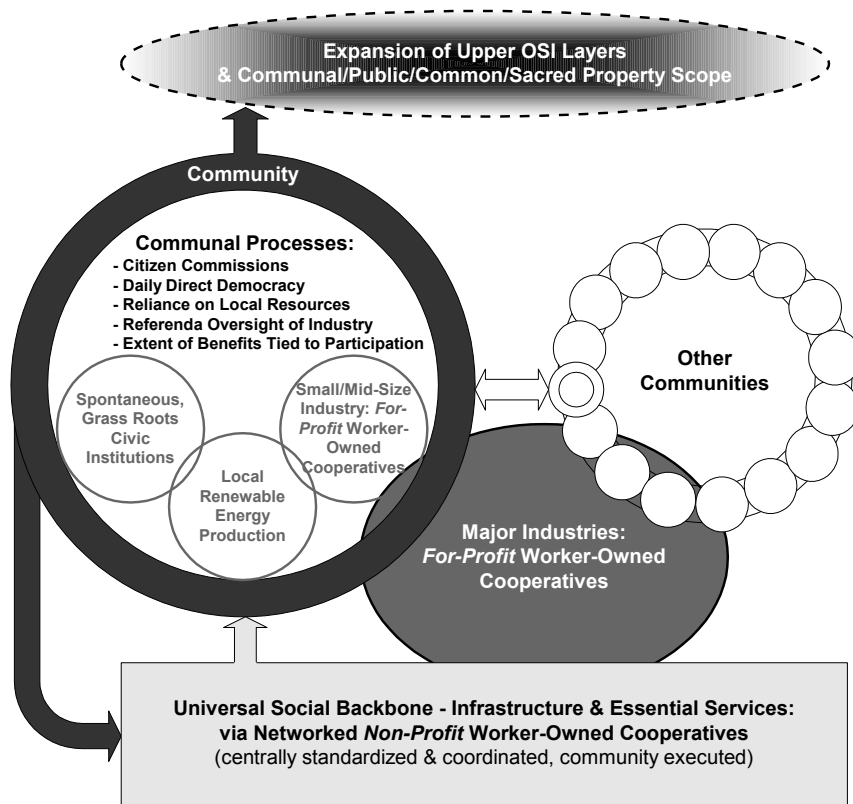 Expansion of Upper OSI Layers
& Communal/Public/Common/Sacred Property Scope
Community
Communal Processes:
- Citizen Commissions
- Daily Direct Democracy
- Reliance on Local Resources
- Referenda Oversight of Industry
- Extent of Benefits Tied to Participation
Spontaneous,
Grass Roots
Civic
Institutions
Small/Mid-Size
Industry: For-
Profit Worker-
Owned
Cooperatives
Local
Renewable
Energy
Production
Other
Communities
Major Industries:
For-Profit Worker-Owned
Cooperatives
Universal Social Backbone - Infrastructure & Essential Services:
via Networked Non-Profit Worker-Owned Cooperatives
(centrally standardized & coordinated, community executed)